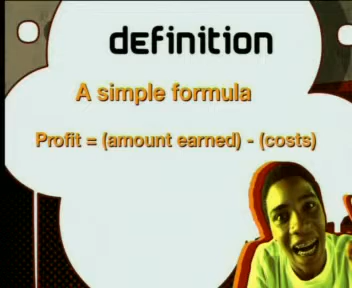 definition
A simple formula
Profit = (amount earned) - (costs)